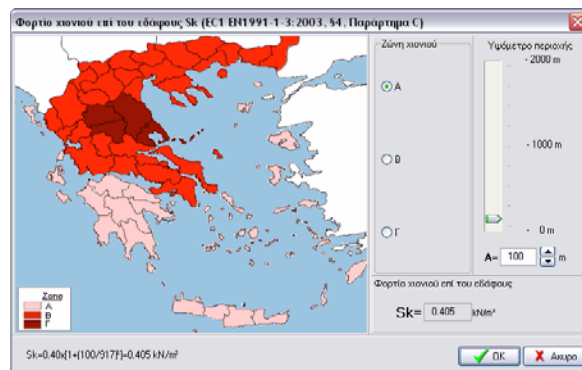 Φορτίο χιονιού επί του εδάφους Sk (EC1 EN1991-1-3:2003, §4, Παράρτημα C)
Ζώνη χιονιού
Α
Β
Γ
Υψόμετρο περιοχής
- 2000 m
- 1000 m
- 0 m
A= 100 m
Zone
A
B
Γ
Φορτίο χιονιού επί του εδάφους
Sk= 0.405 kN/m²
Sk=0.40x[1+(100/917)²]=0.405 kN/m²
OK
Ακυρο